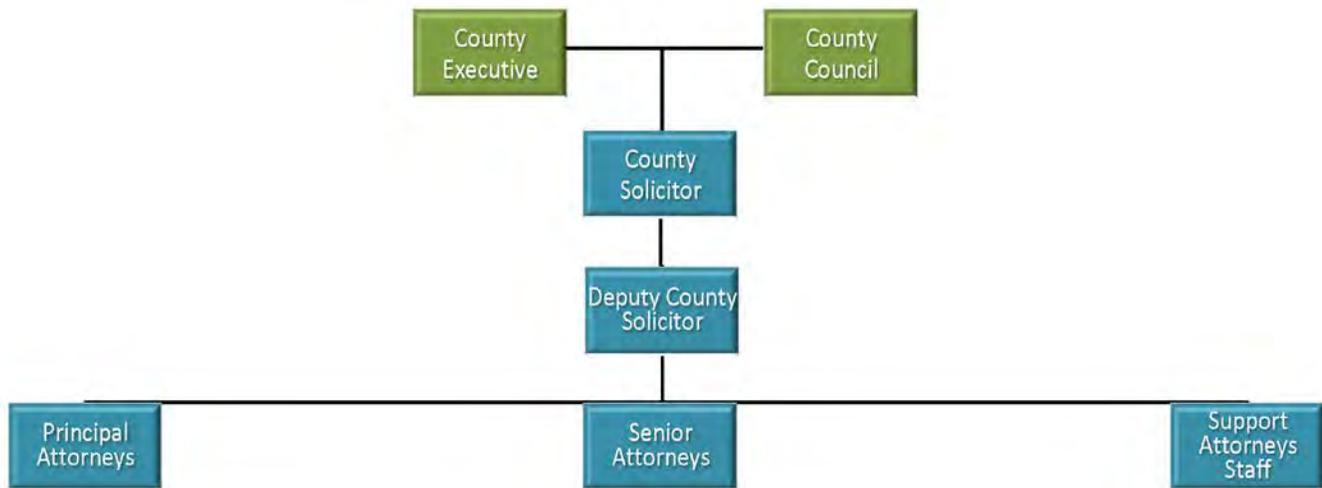 County
Executive
County
Council
County
Solicitor
Deputy County
Solicitor
Principal
Attorneys
Senior
Attorneys
Support
Attorneys
Staff